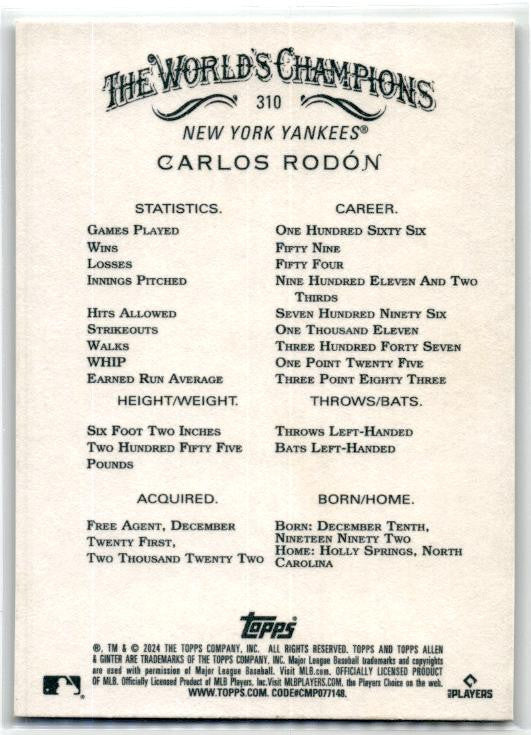 THE WORLD'S CHAMPIONS
310
NEW YORK YANKEES®
CARLOS RODÓN
STATISTICS. CAREER.
GAMES PLAYED ONE HUNDRED SIXTY SIX
WINS FIFTY NINE
LOSSES FIFTY FOUR
INNINGS PITCHED NINE HUNDRED ELEVEN AND TWO
THIRDS
HITS ALLOWED SEVEN HUNDRED NINETY SIX
STRIKEOUTS ONE THOUSAND ELEVEN
WALKS THREE HUNDRED FORTY SEVEN
WHIP ONE POINT TWENTY FIVE
EARNED RUN AVERAGE THREE POINT EIGHTY THREE
HEIGHT/WEIGHT. THROWS/BATS.
SIX FOOT TWO INCHES THROWS LEFT-HANDED
TWO HUNDRED FIFTY FIVE BATS LEFT-HANDED
POUNDS
ACQUIRED. BORN/HOME.
FREE AGENT, DECEMBER BORN: DECEMBER TENTH,
TWENTY FIRST, NINETEEN NINETY TWO
TWO THOUSAND TWENTY TWO HOME: HOLLY SPRINGS, NORTH
CAROLINA
topps
®, TM & © 2024 THE TOPPS COMPANY, INC. ALL RIGHTS RESERVED. TOPPS AND TOPPS ALLEN
& GINTER ARE TRADEMARKS OF THE TOPPS COMPANY, INC. Major League Baseball trademarks and copyrights
are used with permission of Major League Baseball. Visit MLB.com. OFFICIALLY LICENSED PRODUCT
OF MLB. Officially Licensed Product of MLB Players, Inc. Visit MLBPLAYERS.COM, the Players Choice on the web.
WWW.TOPPS.COM. CODE#CMP077148.
MLB PLAYERS